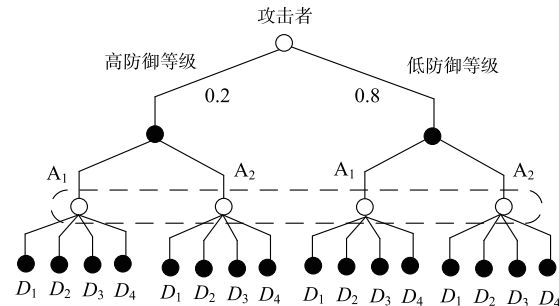 攻击者
高防御等级 低防御等级
0.2 0.8
A₁ A₂ A₁ A₂
D₁ D₂ D₃ D₄ D₁ D₂ D₃ D₄ D₁ D₂ D₃ D₄ D₁ D₂ D₃ D₄